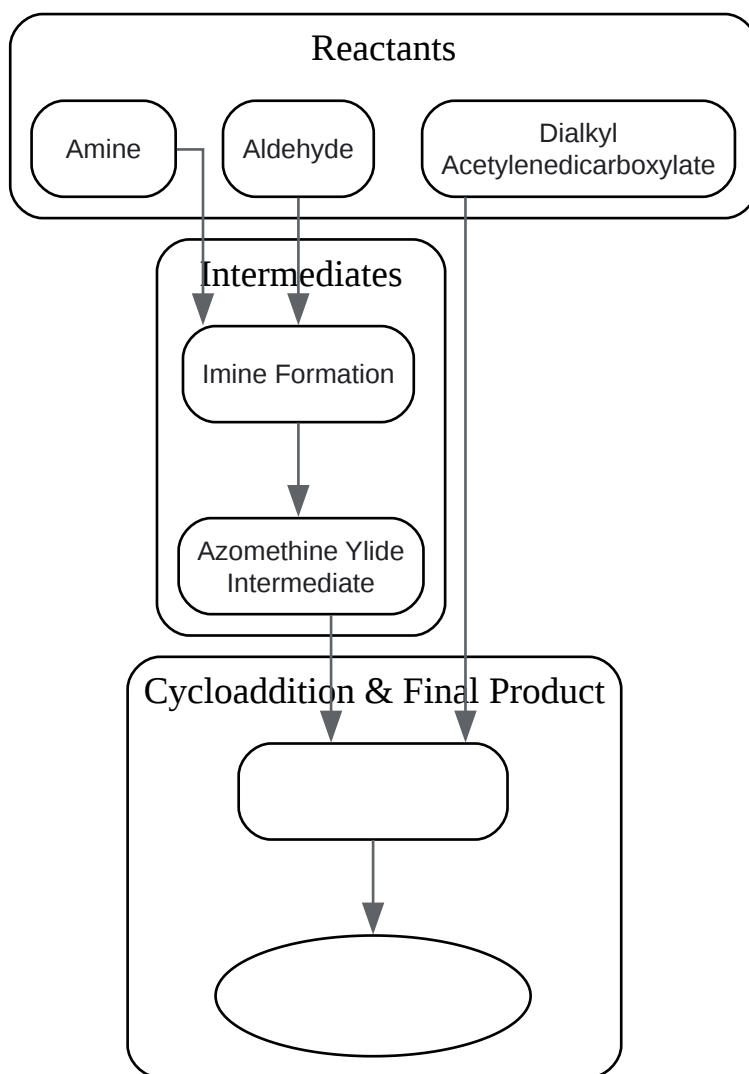 Reactants
Amine
Aldehyde
Dialkyl
Acetylenedicarboxylate
Intermediates
Imine Formation
Azomethine Ylide
Intermediate
Cycloaddition & Final Product